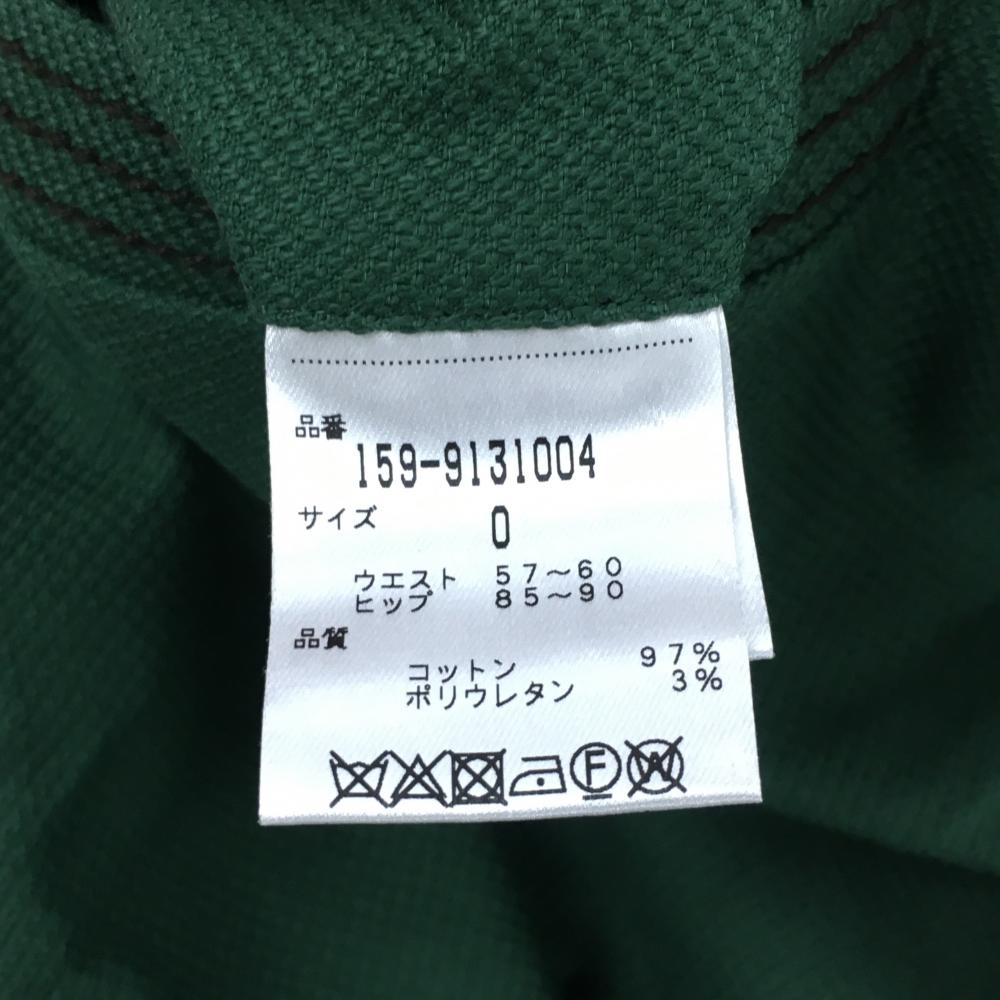 品番
159-9131004
サイズ 0
ウエスト 57～60
ヒップ 85～90
品質
コットン 97%
ポリウレタン 3%
F W